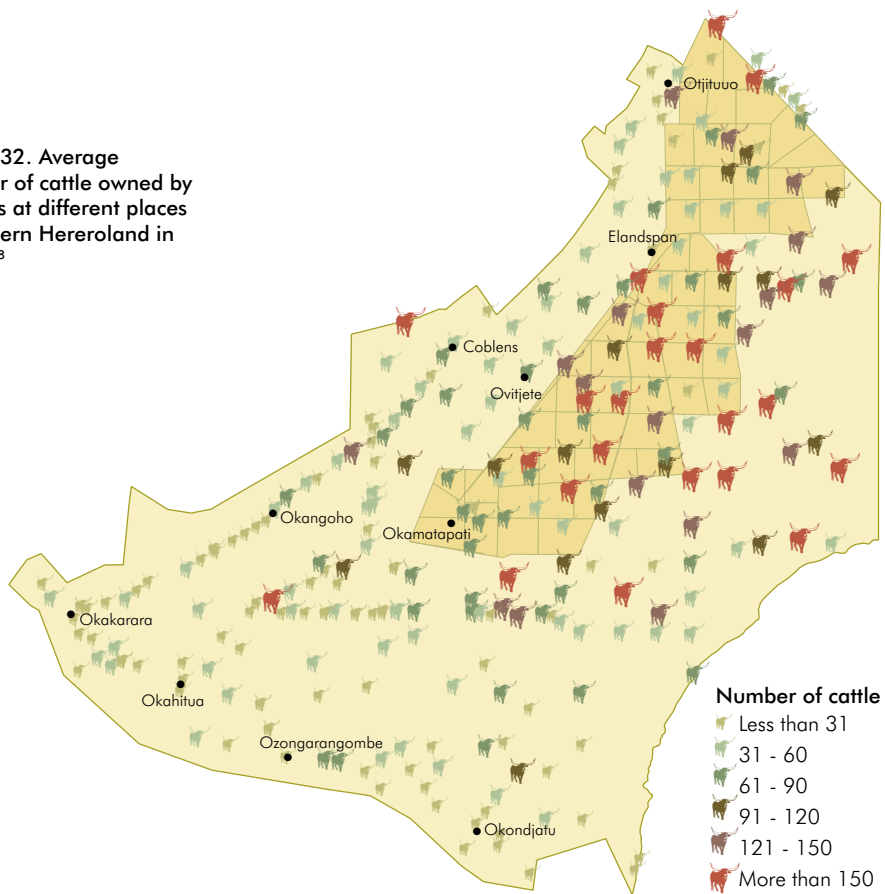 32. Average
r of cattle owned by
s at different places
ern Hereroland in
8
Otjituuo
Elandspan
Coblens
Ovitjete
Okangoho
Okamatapati
Okakarara
Okahitua
Ozongarangombe
Okondjatu
Number of cattle
Less than 31
31 - 60
61 - 90
91 - 120
121 - 150
More than 150